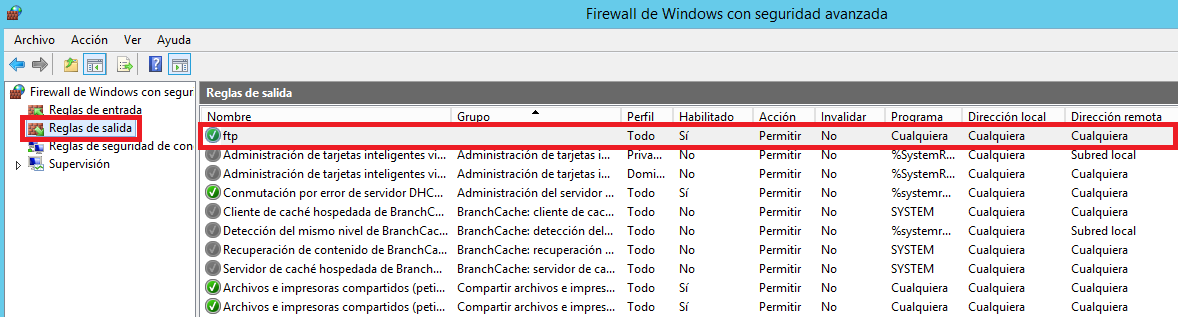 Firewall de Windows con seguridad avanzada
Archivo Acción Ver Ayuda
Firewall de Windows con segur
Reglas de entrada
Reglas de salida
Reglas de seguridad de con
Supervisión
Reglas de salida
Nombre Grupo Perfil Habilitado Acción Invalidar Programa Dirección local Dirección remota
ftp Todo Sí Permitir No Cualquiera Cualquiera Cualquiera
Administración de tarjetas inteligentes vi... Administración de tarjetas i... Priva... No Permitir No %SystemR... Cualquiera Subred local
Administración de tarjetas inteligentes vi... Administración de tarjetas i... Domi... No Permitir No %SystemR... Cualquiera Cualquiera
Conmutación por error de servidor DHC... Administración del servidor ... Todo Sí Permitir No %systemr... Cualquiera Cualquiera
Cliente de caché hospedada de BranchC... BranchCache: cliente de cac... Todo No Permitir No SYSTEM Cualquiera Cualquiera
Detección del mismo nivel de BranchCac... BranchCache: detección del... Todo No Permitir No %systemr... Cualquiera Subred local
Recuperación de contenido de BranchCa... BranchCache: recuperación ... Todo No Permitir No SYSTEM Cualquiera Cualquiera
Servidor de caché hospedada de BranchC... BranchCache: servidor de ca... Todo No Permitir No SYSTEM Cualquiera Cualquiera
Archivos e impresoras compartidos (peti... Compartir archivos e impres... Todo Sí Permitir No Cualquiera Cualquiera Cualquiera
Archivos e impresoras compartidos (peti... Compartir archivos e impres... Todo Sí Permitir No Cualquiera Cualquiera Cualquiera